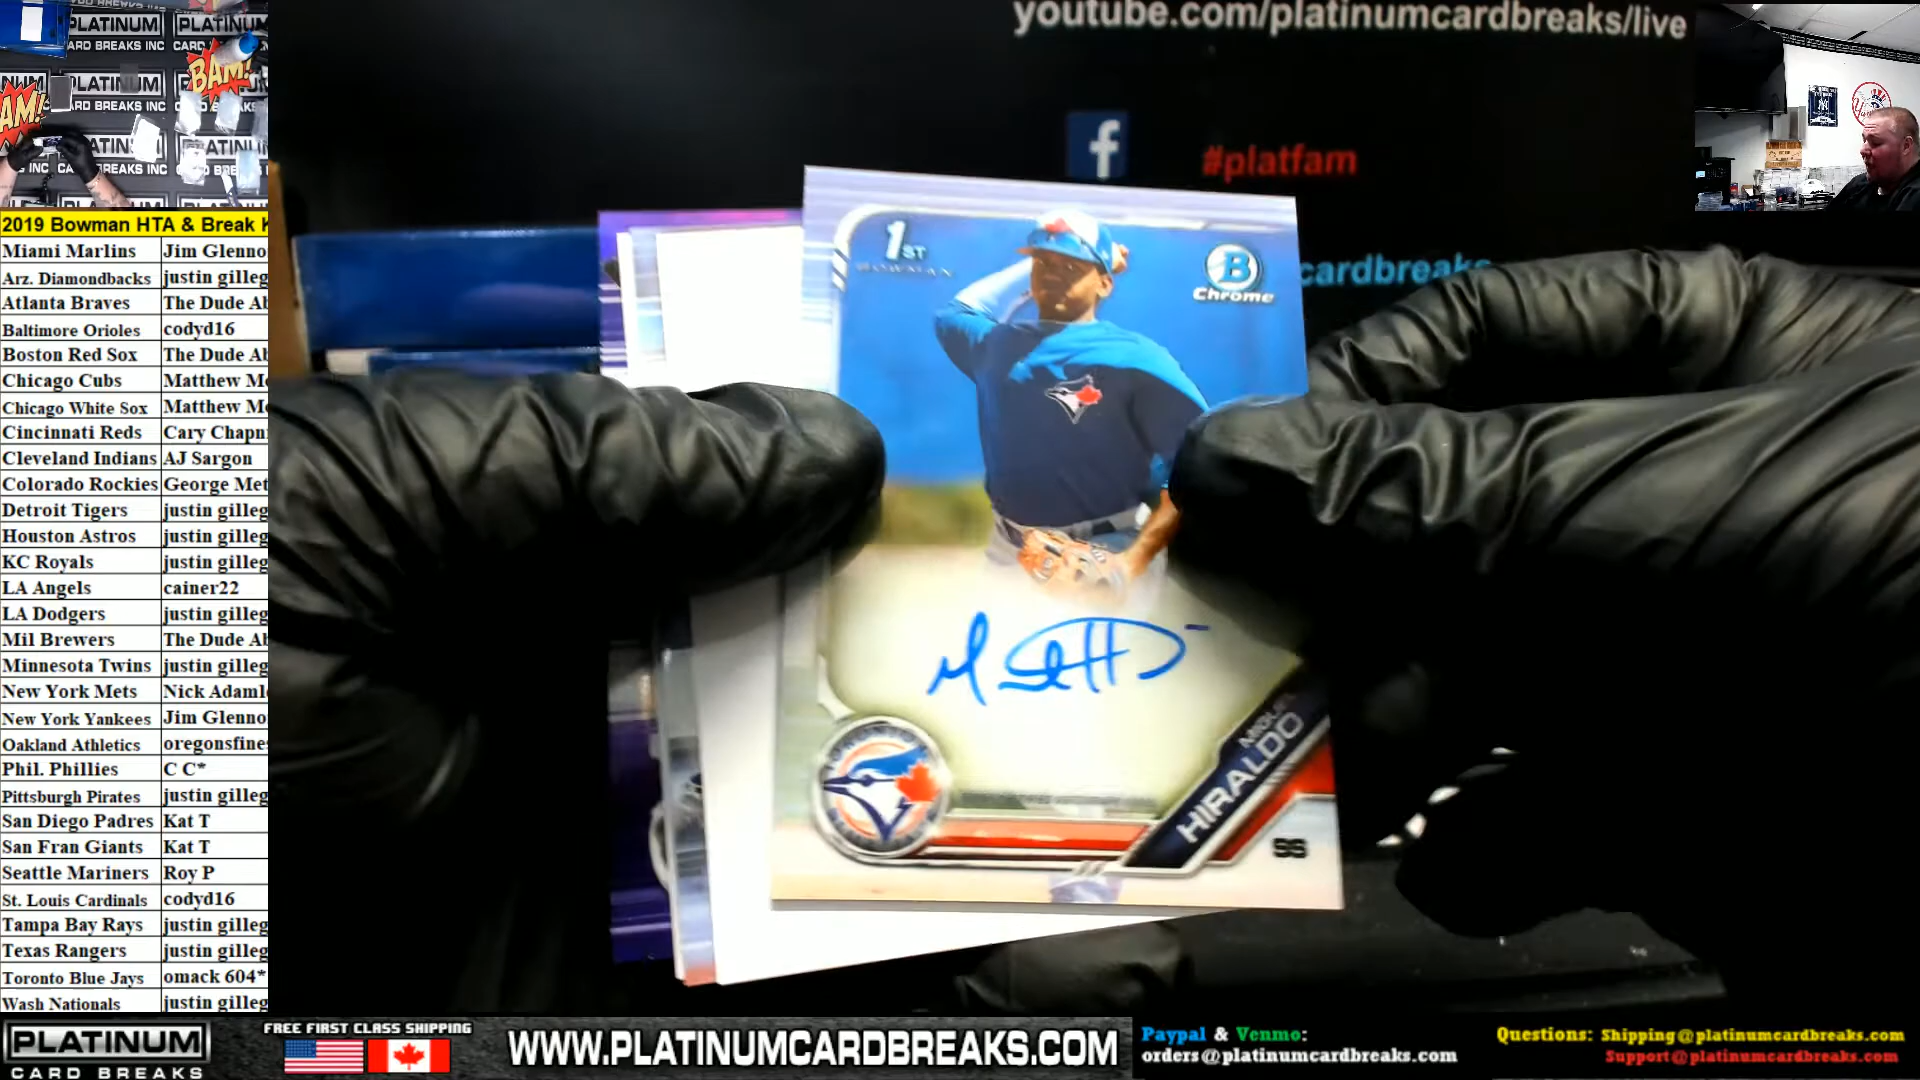 youtube.com/platinumcardbreaks/live
f
#platfam
cardbreaks
PLATINUM
CARD BREAKS INC
BAM!
2019 Bowman HTA & Break
Miami Marlins Jim Glenno
Arz. Diamondbacks justin gilleg
Atlanta Braves The Dude Ab
Baltimore Orioles codyd16
Boston Red Sox The Dude Ab
Chicago Cubs Matthew Mc
Chicago White Sox Matthew Mc
Cincinnati Reds Cary Chapn
Cleveland Indians AJ Sargon
Colorado Rockies George Met
Detroit Tigers justin gilleg
Houston Astros justin gilleg
KC Royals justin gilleg
LA Angels cainer22
LA Dodgers justin gilleg
Mil Brewers The Dude Ab
Minnesota Twins justin gilleg
New York Mets Nick Adaml
New York Yankees Jim Glenno
Oakland Athletics oregonsfine
Phil. Phillies C C*
Pittsburgh Pirates justin gilleg
San Diego Padres Kat T
San Fran Giants Kat T
Seattle Mariners Roy P
St. Louis Cardinals codyd16
Tampa Bay Rays justin gilleg
Texas Rangers justin gilleg
Toronto Blue Jays omack 604*
Wash Nationals justin gilleg
1ST
BOWMAN
B
Chrome
MIGUEL
HIRALDO
SS
PLATINUM
CARD BREAKS
FREE FIRST CLASS SHIPPING
WWW.PLATINUMCARDBREAKS.COM
Paypal & Venmo:
orders@platinumcardbreaks.com
Questions: Shipping@platinumcardbreaks.com
Support@platinumcardbreaks.com